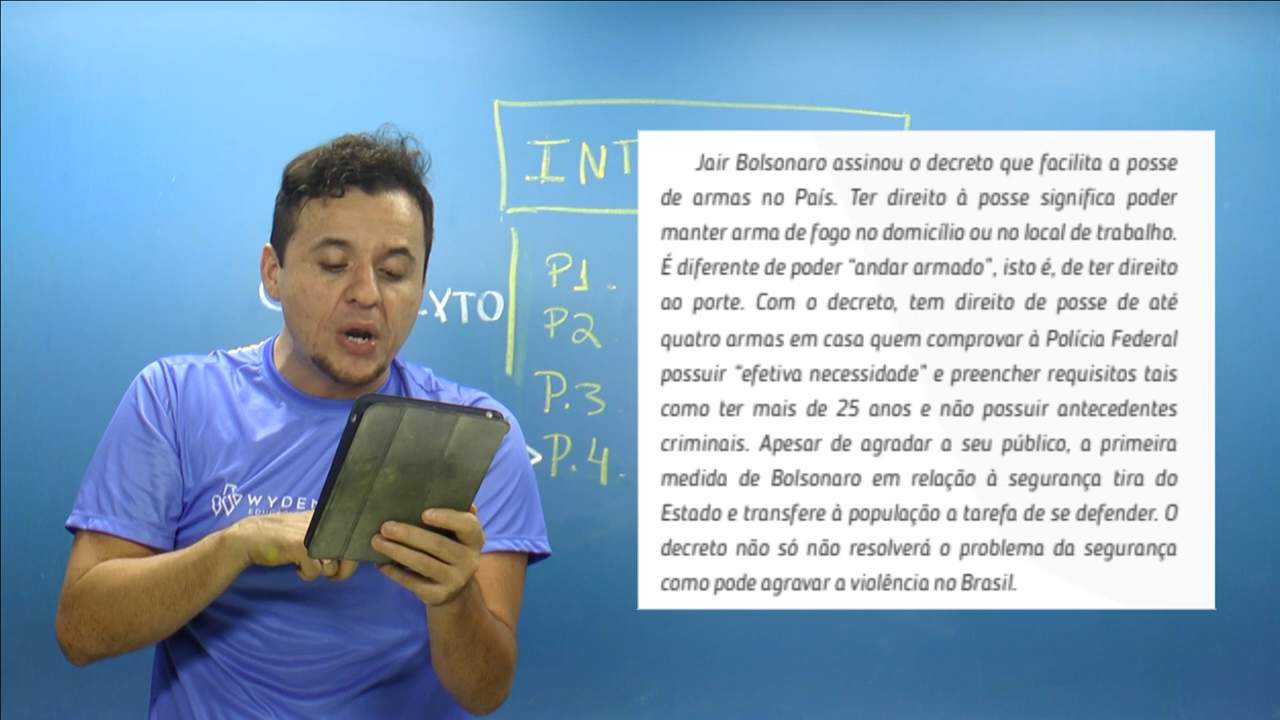 INT
P1.
XTO
P2
P.3
P.4.
WYDEN
Jair Bolsonaro assinou o decreto que facilita a posse
de armas no País. Ter direito à posse significa poder
manter arma de fogo no domicílio ou no local de trabalho.
É diferente de poder “andar armado”, isto é, de ter direito
ao porte. Com o decreto, tem direito de posse de até
quatro armas em casa quem comprovar à Polícia Federal
possuir “efetiva necessidade” e preencher requisitos tais
como ter mais de 25 anos e não possuir antecedentes
criminais. Apesar de agradar a seu público, a primeira
medida de Bolsonaro em relação à segurança tira do
Estado e transfere à população a tarefa de se defender. O
decreto não só não resolverá o problema da segurança
como pode agravar a violência no Brasil.